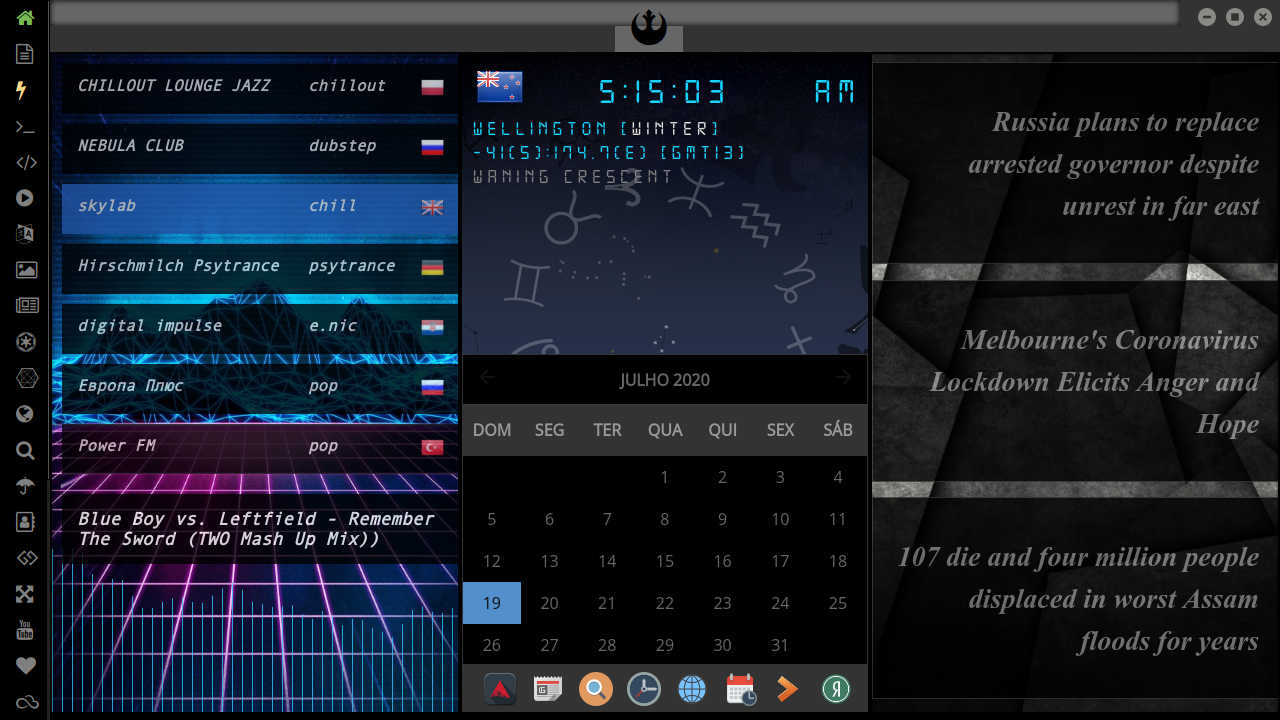 CHILLOUT LOUNGE JAZZ chillout
NEBULA CLUB dubstep
skylab chill
Hirschmilch Psytrance psytrance
digital impulse e.nic
Европа Плюс pop
Power FM pop
Blue Boy vs. Leftfield - Remember
The Sword (TWO Mash Up Mix))
5:15:03 AM
WELLINGTON [WINTER]
-41(S):174.7(E) [GMT13]
WANING CRESCENT
JULHO 2020
DOM SEG TER QUA QUI SEX SÁB
1 2 3 4
5 6 7 8 9 10 11
12 13 14 15 16 17 18
19 20 21 22 23 24 25
26 27 28 29 30 31
Russia plans to replace
arrested governor despite
unrest in far east
Melbourne's Coronavirus
Lockdown Elicits Anger and
Hope
107 die and four million people
displaced in worst Assam
floods for years
You
Tube
Я